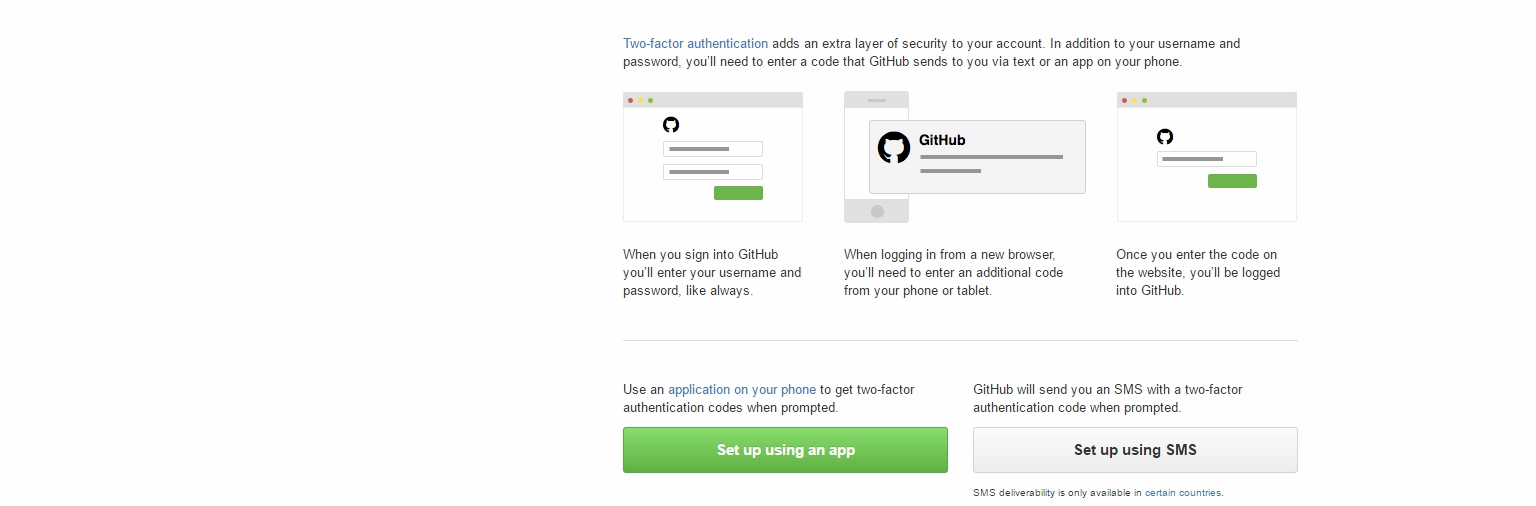 Two-factor authentication adds an extra layer of security to your account. In addition to your username and
password, you'll need to enter a code that GitHub sends to you via text or an app on your phone.
GitHub
When you sign into GitHub
you'll enter your username and
password, like always.
When logging in from a new browser,
you'll need to enter an additional code
from your phone or tablet.
Once you enter the code on
the website, you'll be logged
into GitHub.
Use an application on your phone to get two-factor
authentication codes when prompted.
Set up using an app
GitHub will send you an SMS with a two-factor
authentication code when prompted.
Set up using SMS
SMS deliverability is only available in certain countries.